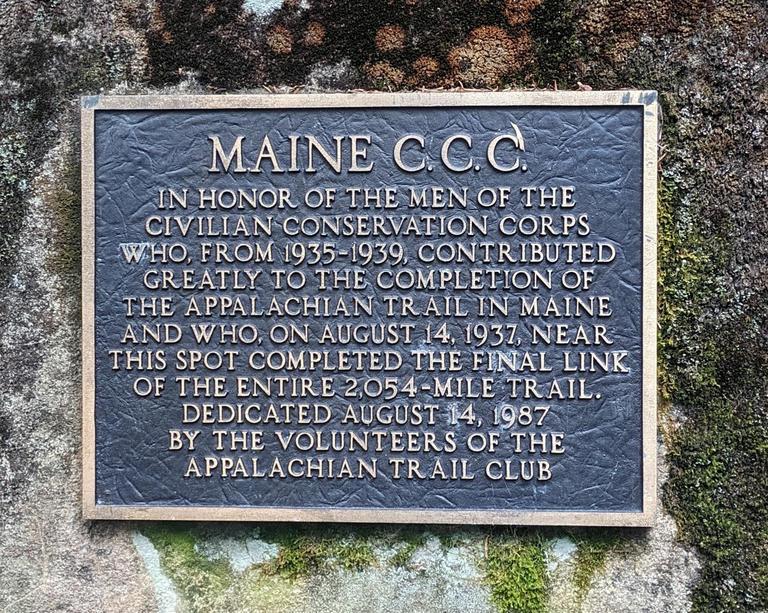 MAINE C.C.C.
IN HONOR OF THE MEN OF THE
CIVILIAN CONSERVATION CORPS
WHO, FROM 1935-1939, CONTRIBUTED
GREATLY TO THE COMPLETION OF
THE APPALACHIAN TRAIL IN MAINE
AND WHO, ON AUGUST 14, 1937, NEAR
THIS SPOT COMPLETED THE FINAL LINK
OF THE ENTIRE 2,054-MILE TRAIL.
DEDICATED AUGUST 14, 1987
BY THE VOLUNTEERS OF THE
APPALACHIAN TRAIL CLUB